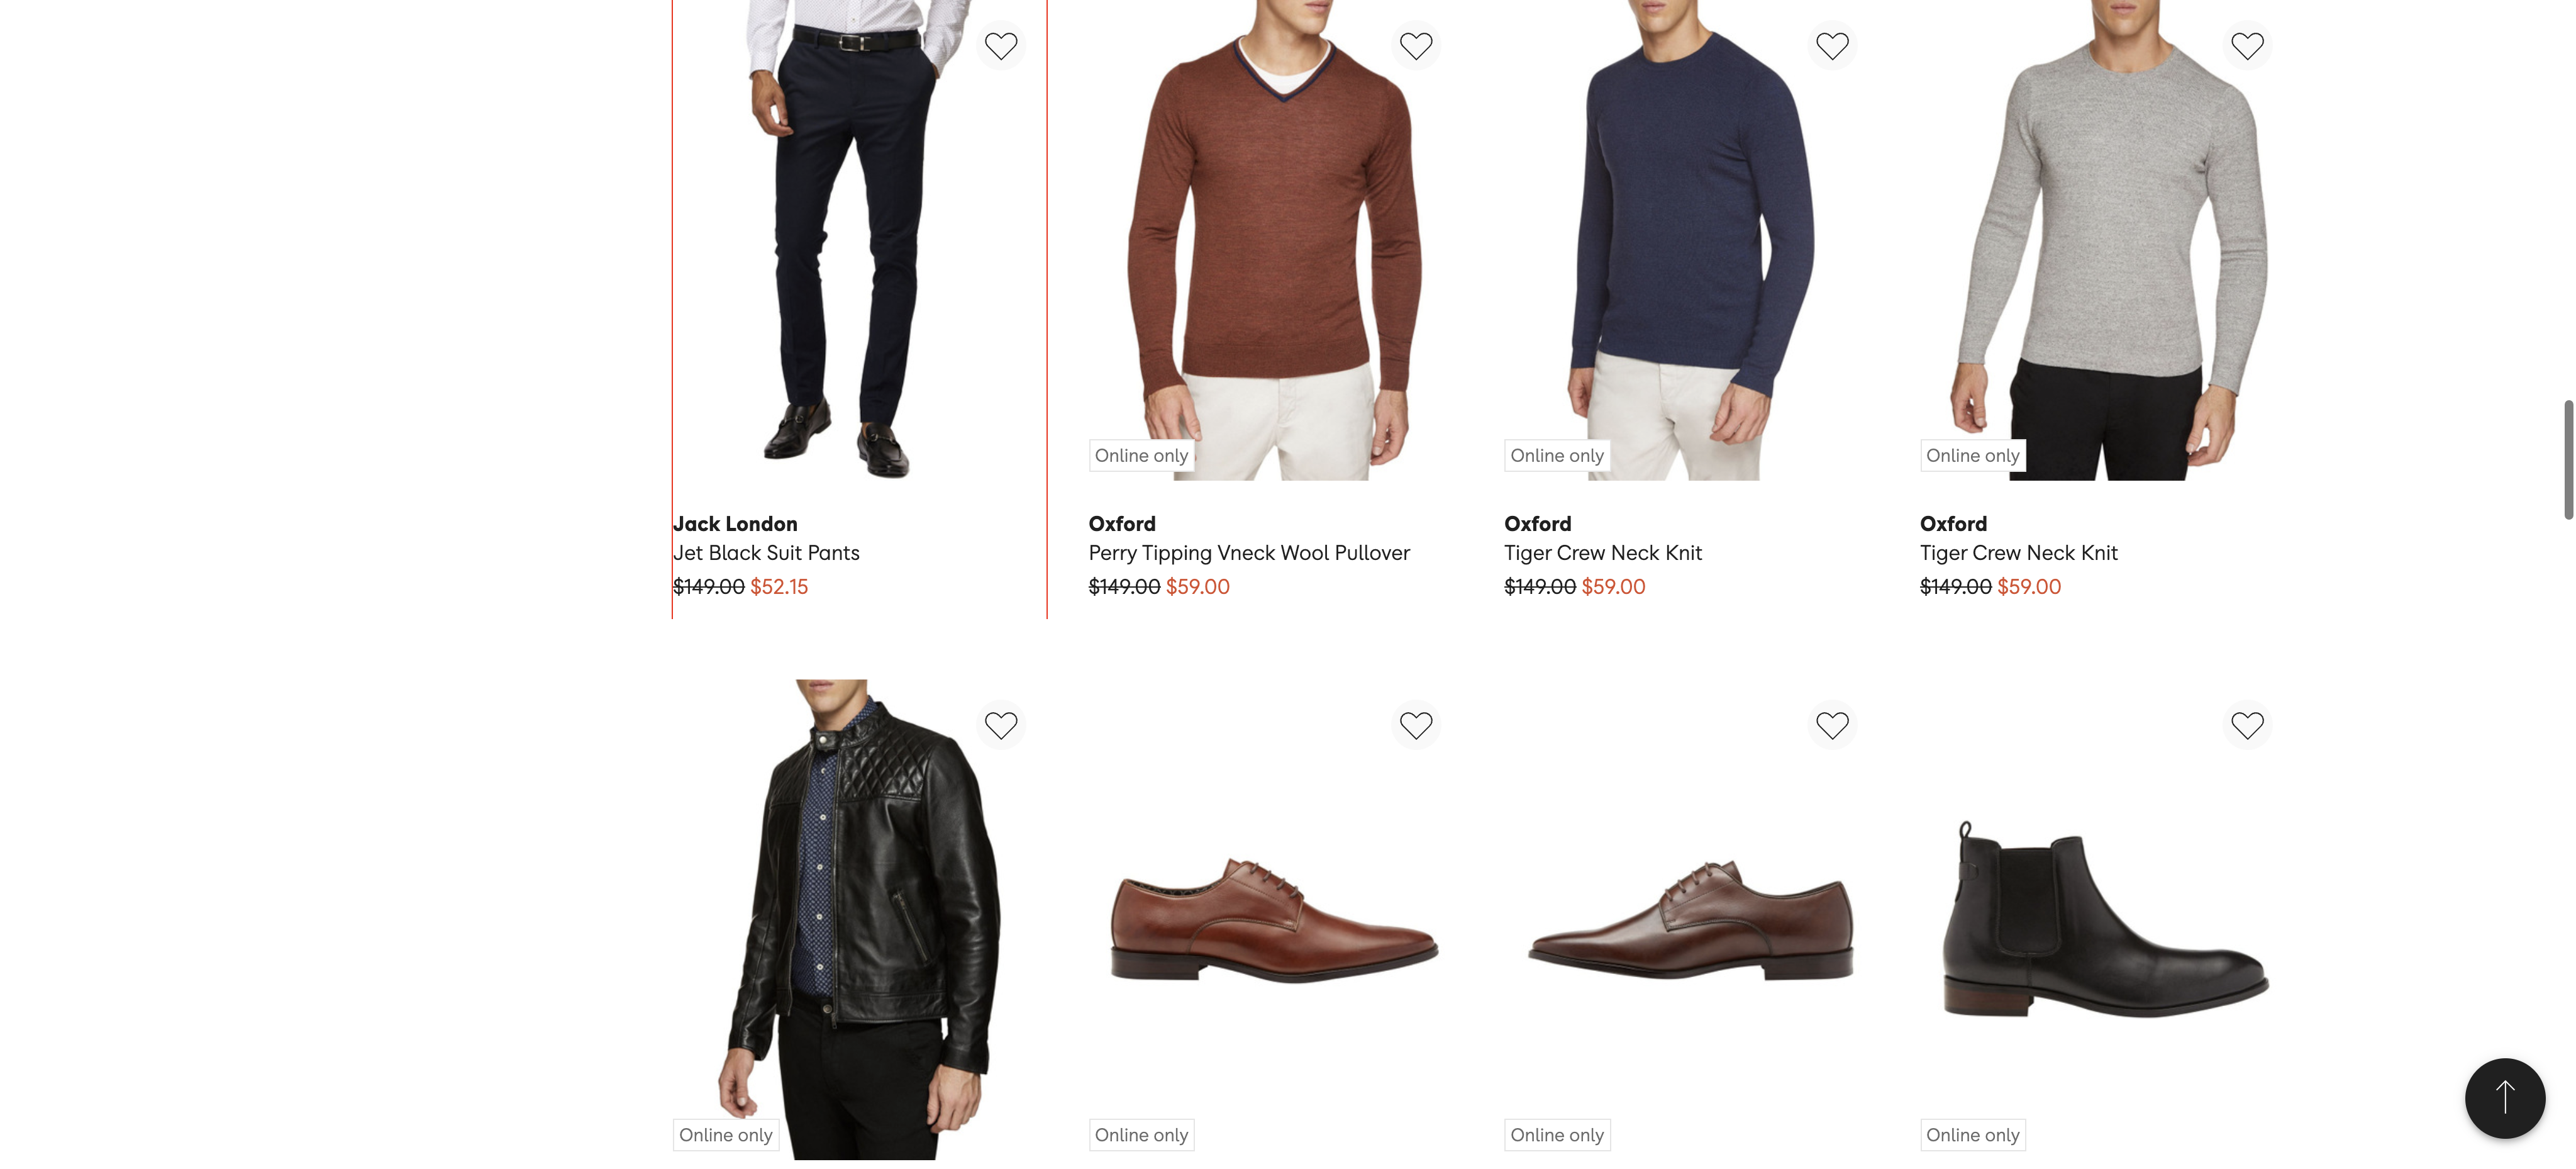 Online only
Online only
Online only
Jack London
Jet Black Suit Pants
$149.00 $52.15
Oxford
Perry Tipping Vneck Wool Pullover
$149.00 $59.00
Oxford
Tiger Crew Neck Knit
$149.00 $59.00
Oxford
Tiger Crew Neck Knit
$149.00 $59.00
Online only
Online only
Online only
Online only